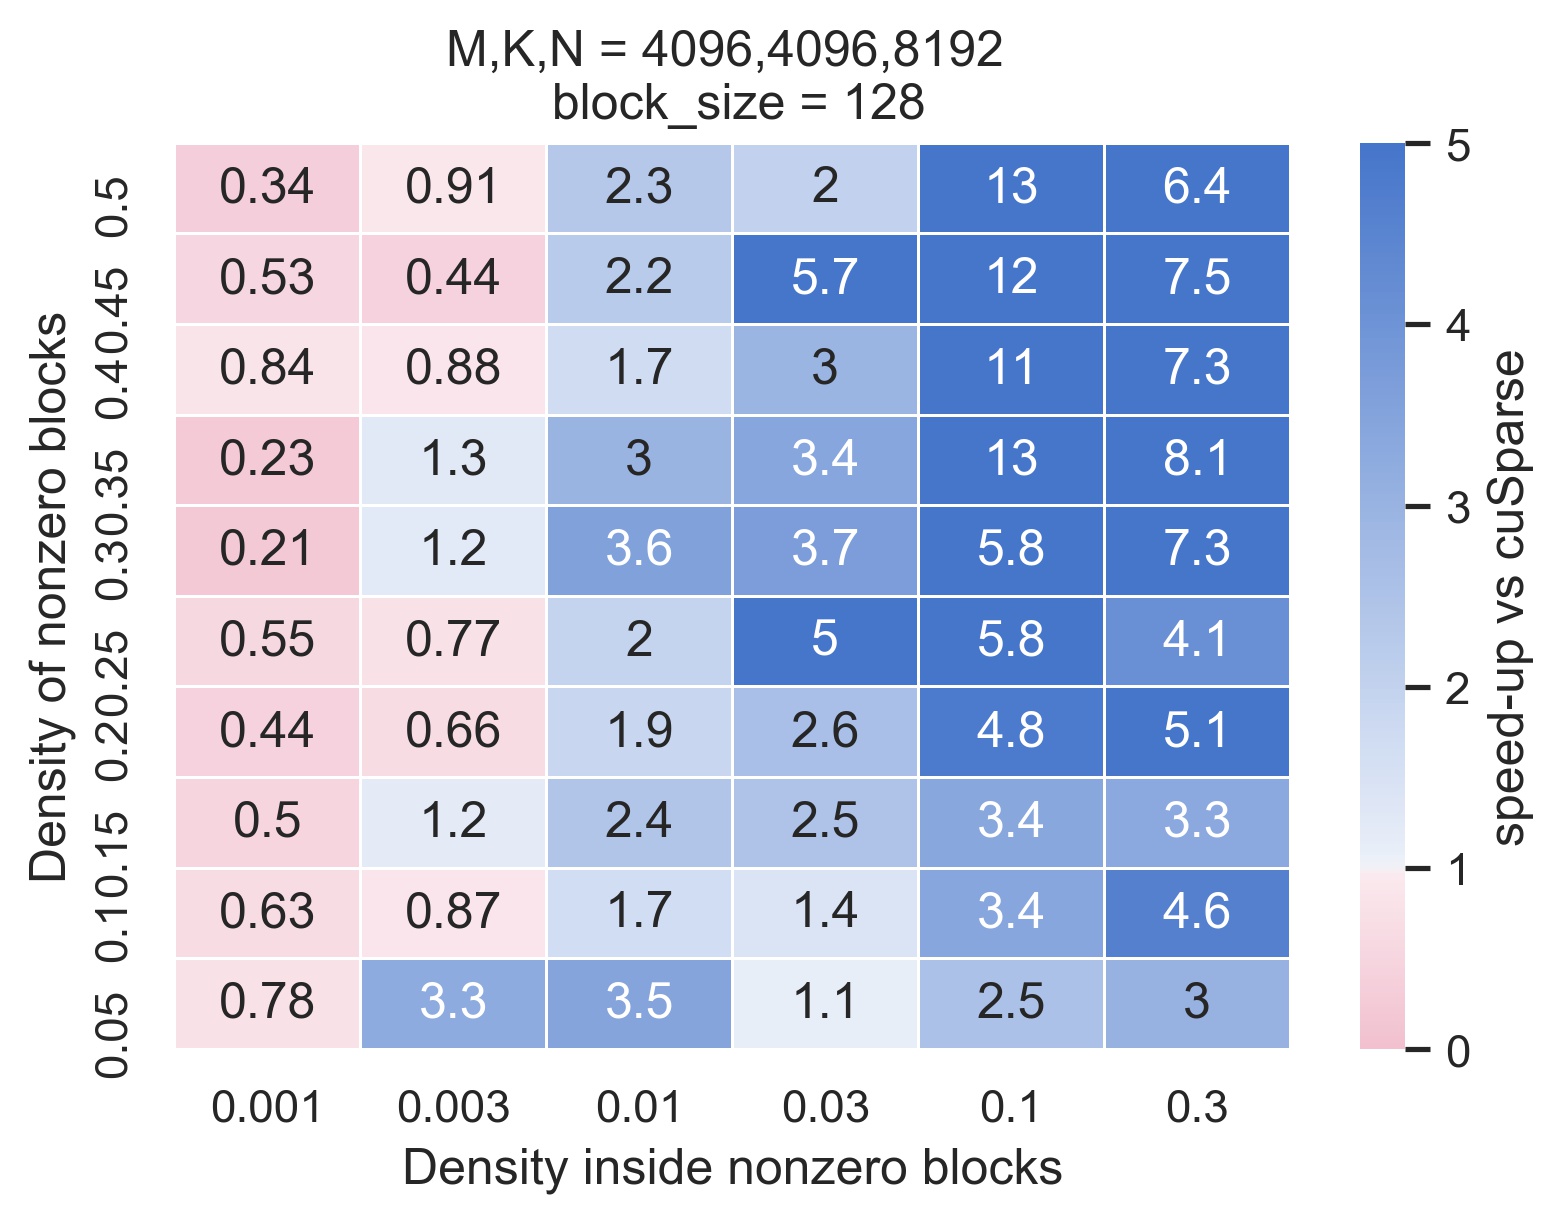 M,K,N = 4096,4096,8192
block_size = 128
Density of nonzero blocks
0.5 0.34 0.91 2.3 2 13 6.4
0.45 0.53 0.44 2.2 5.7 12 7.5
0.4 0.84 0.88 1.7 3 11 7.3
0.35 0.23 1.3 3 3.4 13 8.1
0.30 0.21 1.2 3.6 3.7 5.8 7.3
0.25 0.55 0.77 2 5 5.8 4.1
0.20 0.44 0.66 1.9 2.6 4.8 5.1
0.15 0.5 1.2 2.4 2.5 3.4 3.3
0.10 0.63 0.87 1.7 1.4 3.4 4.6
0.05 0.78 3.3 3.5 1.1 2.5 3
0.001 0.003 0.01 0.03 0.1 0.3
Density inside nonzero blocks
5
4
3
2
1
0
speed-up vs cuSparse